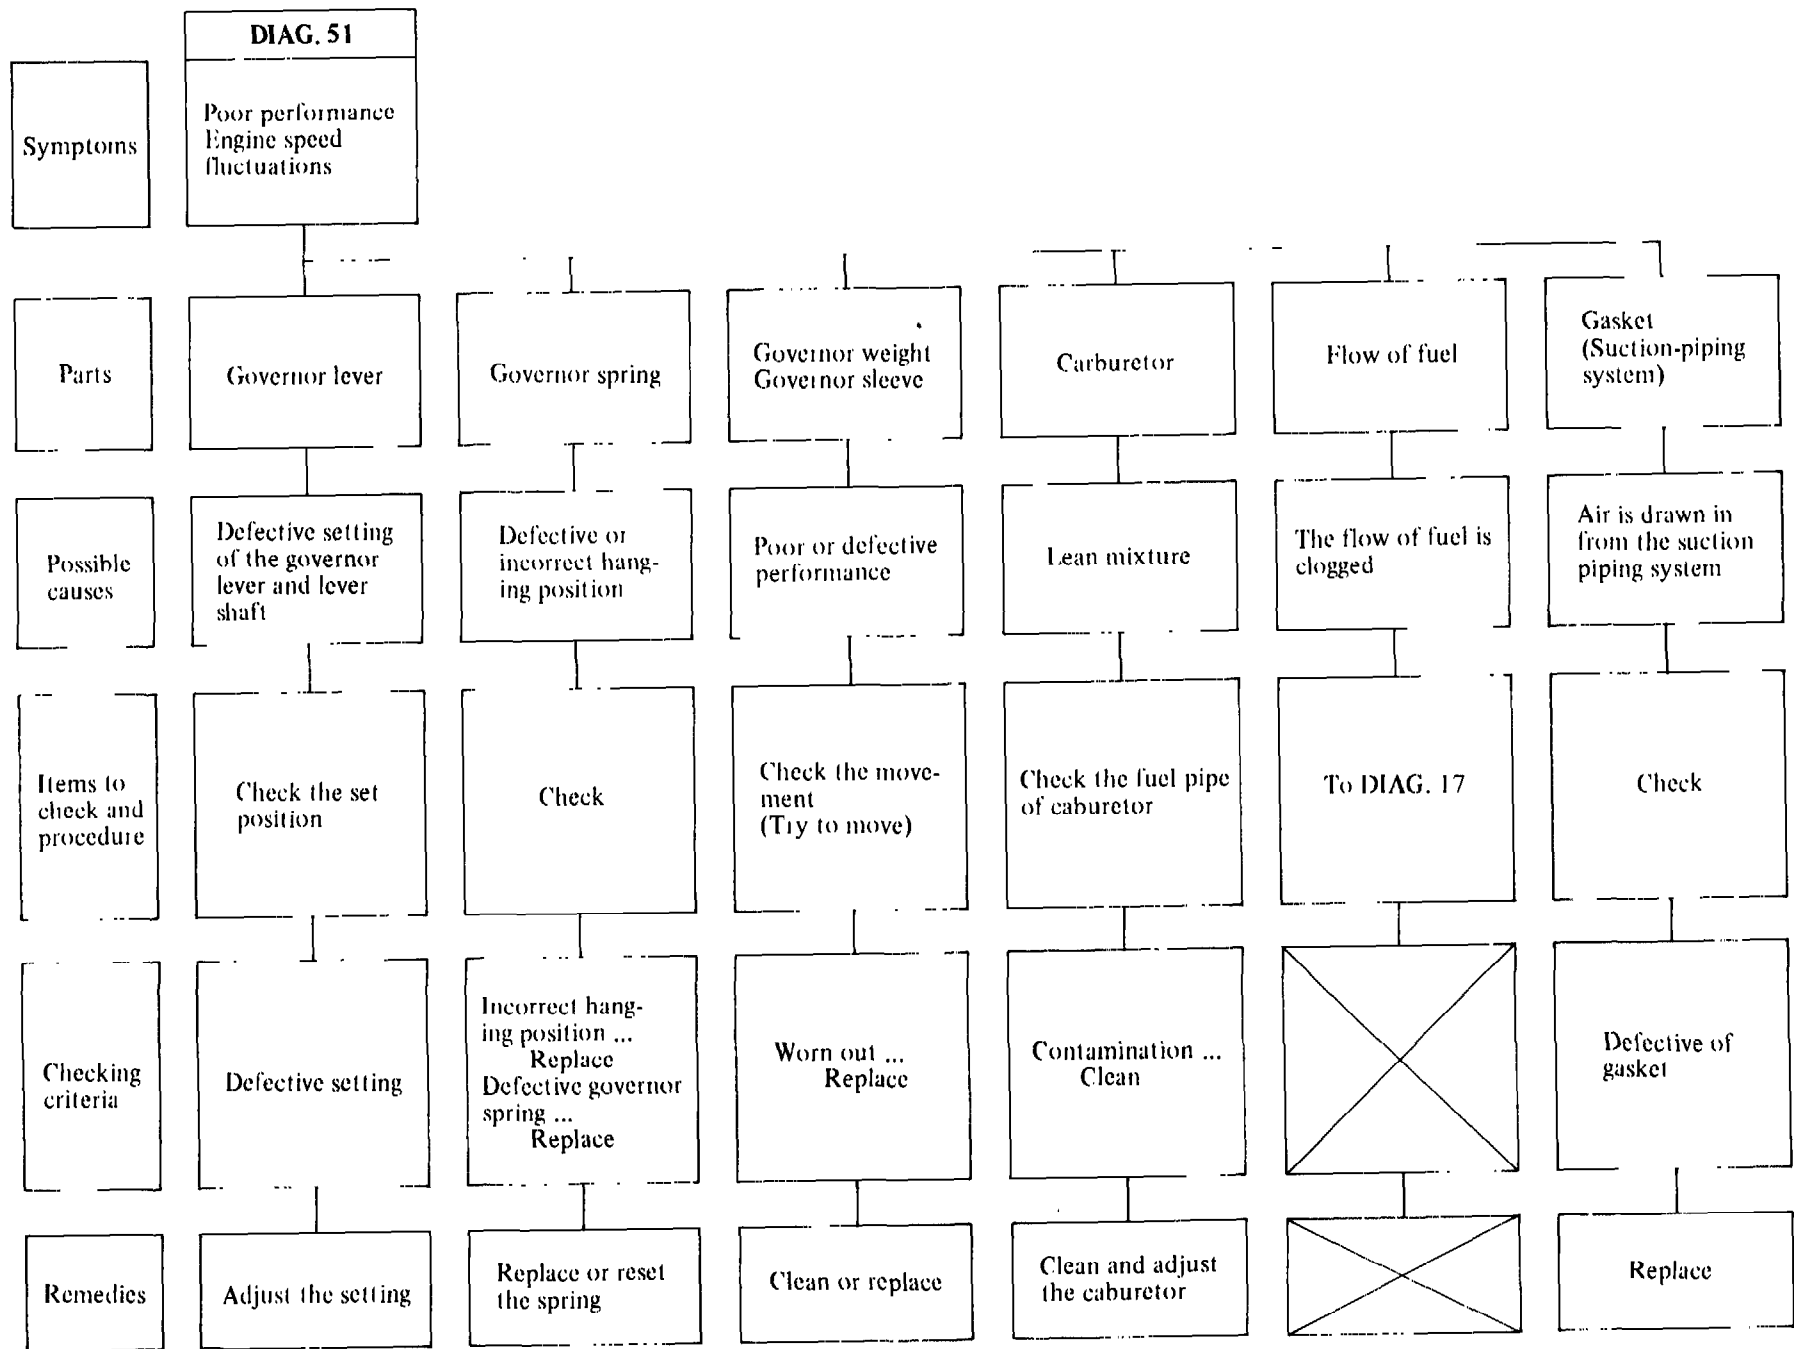 DIAG. 51
Symptoms
Poor performance
Engine speed
fluctuations
Parts
Governor lever
Governor spring
Governor weight
Governor sleeve
Carburetor
Flow of fuel
Gasket
(Suction-piping
system)
Possible
causes
Defective setting
of the governor
lever and lever
shaft
Defective or
incorrect hang-
ing position
Poor or defective
performance
Lean mixture
The flow of fuel is
clogged
Air is drawn in
from the suction
piping system
Items to
check and
procedure
Check the set
position
Check
Check the move-
ment
(Try to move)
Check the fuel pipe
of caburetor
To DIAG. 17
Check
Checking
criteria
Defective setting
Incorrect hang-
ing position ...
Replace
Defective governor
spring ...
Replace
Worn out ...
Replace
Contamination ...
Clean
Defective of
gasket
Remedies
Adjust the setting
Replace or reset
the spring
Clean or replace
Clean and adjust
the caburetor
Replace